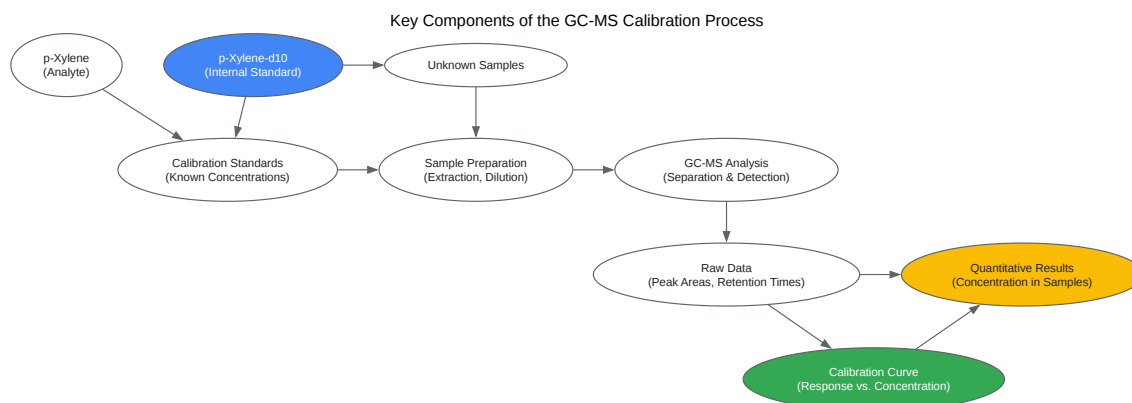 Key Components of the GC-MS Calibration Process
p-Xylene
(Analyte)
p-Xylene-d10
(Internal Standard)
Unknown Samples
Calibration Standards
(Known Concentrations)
Sample Preparation
(Extraction, Dilution)
GC-MS Analysis
(Separation & Detection)
Raw Data
(Peak Areas, Retention Times)
Quantitative Results
(Concentration in Samples)
Calibration Curve
(Response vs. Concentration)